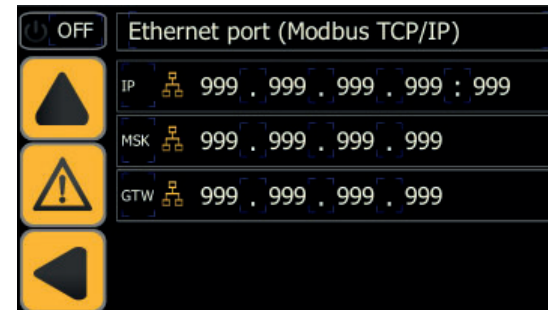 OFF
Ethernet port (Modbus TCP/IP)
IP 999 . 999 . 999 . 999 : 999
MSK 999 . 999 . 999 . 999
GTW 999 . 999 . 999 . 999